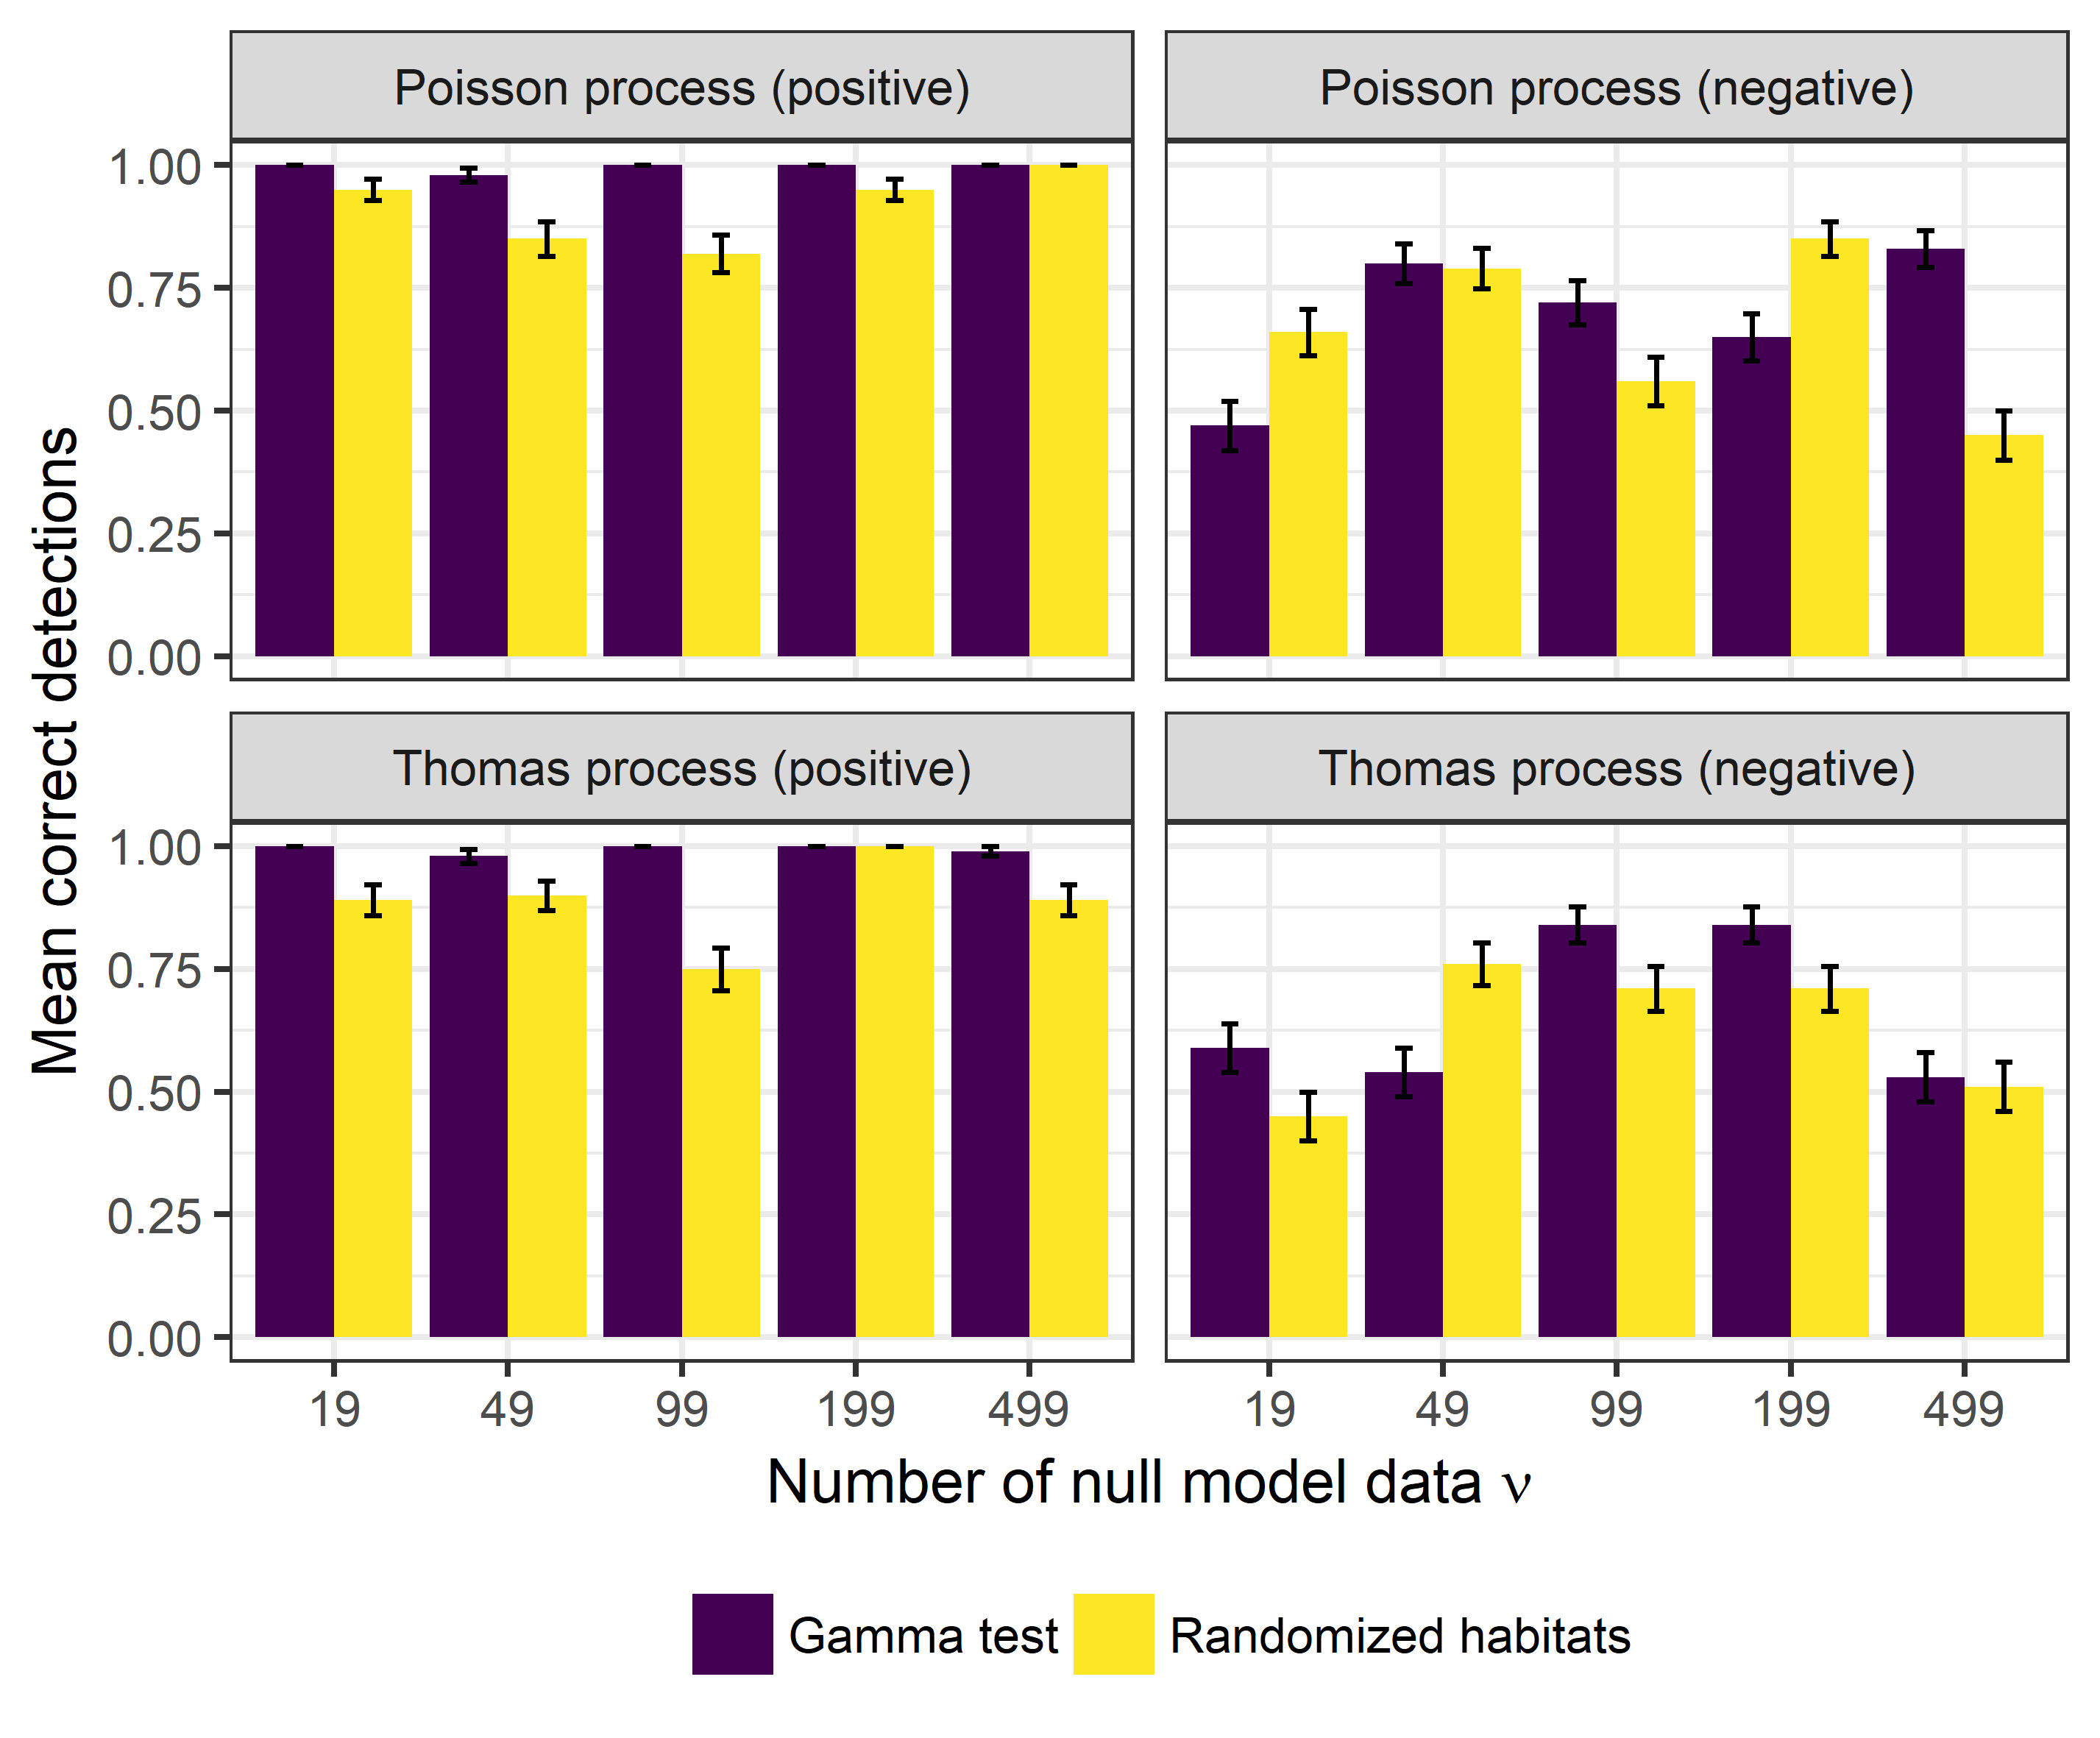 Poisson process (positive)
Poisson process (negative)
1.00
0.75
0.50
0.25
0.00
Thomas process (positive)
Thomas process (negative)
1.00
0.75
0.50
0.25
0.00
Mean correct detections
19 49 99 199 499
19 49 99 199 499
Number of null model data ν
Gamma test
Randomized habitats